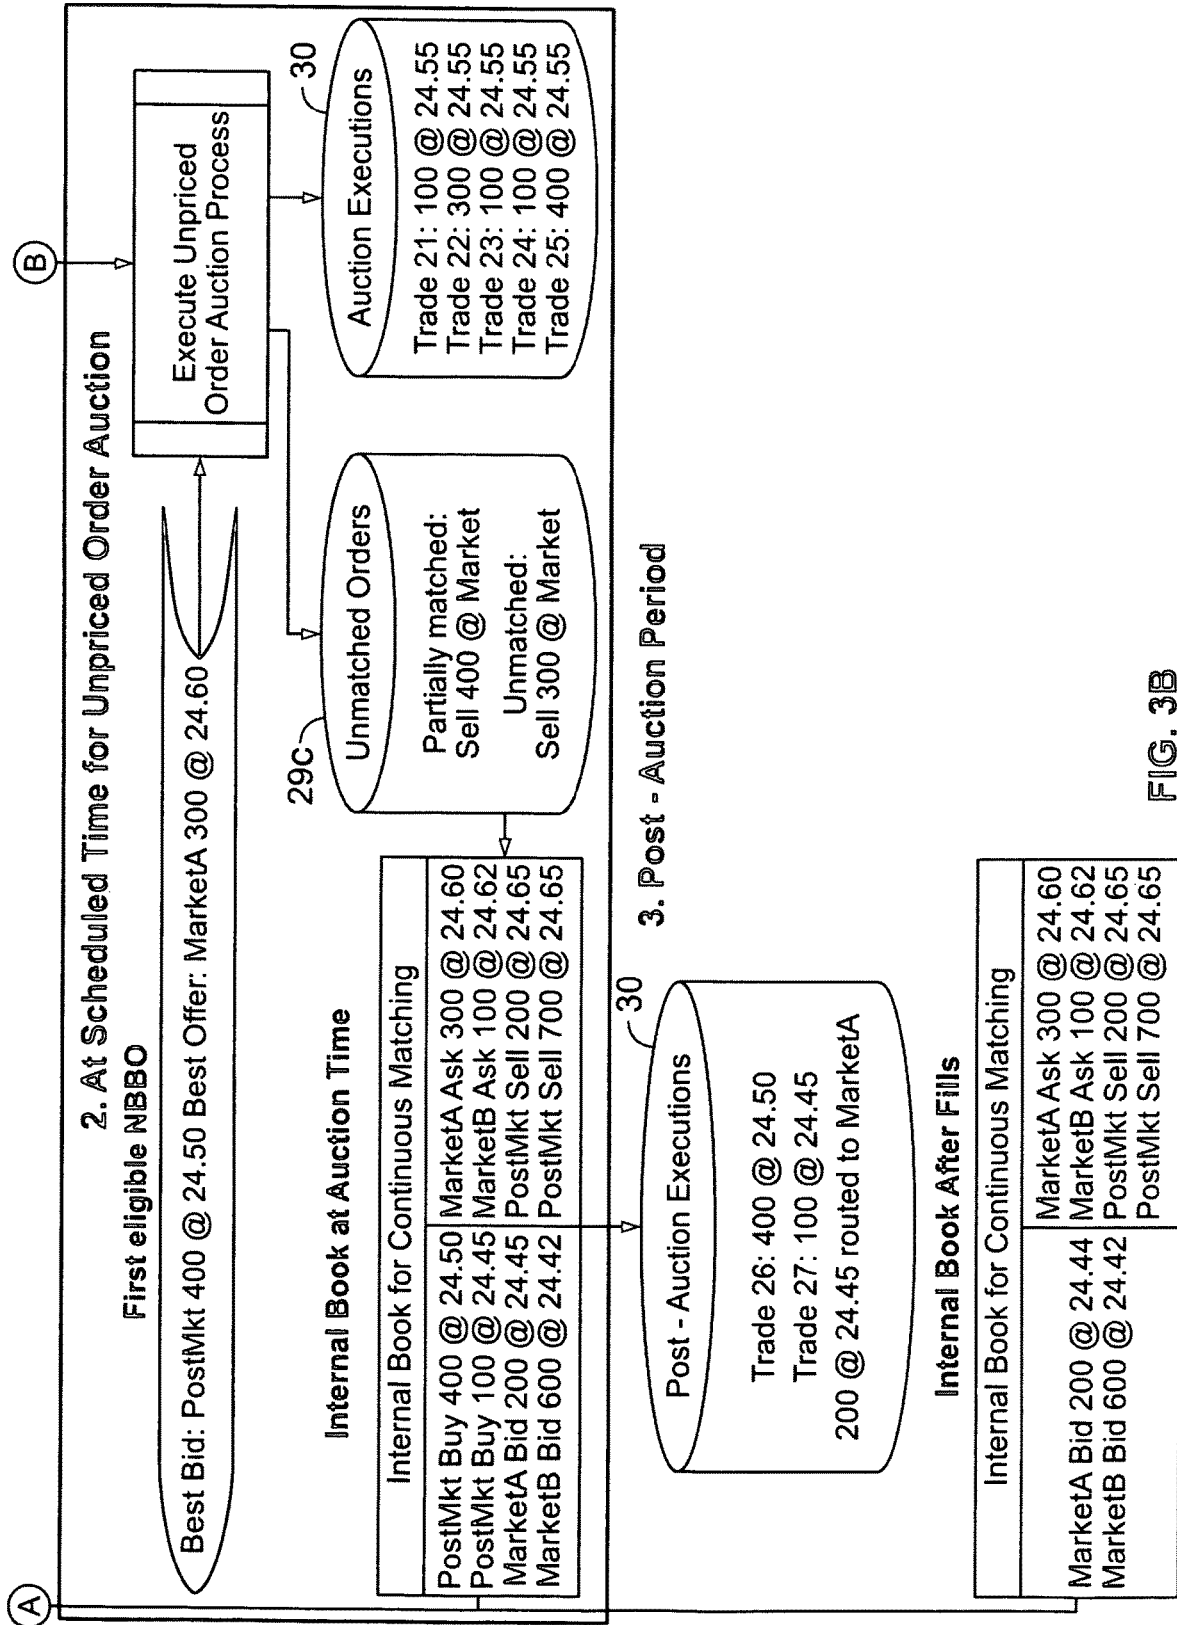 A
B
2. At Scheduled Time for Unpriced Order Auction
First eligible NBBO
Best Bid: PostMkt 400 @ 24.50 Best Offer: MarketA 300 @ 24.60
Execute Unpriced
Order Auction Process
29c
Unmatched Orders
Partially matched:
Sell 400 @ Market
Unmatched:
Sell 300 @ Market
30
Auction Executions
Trade 21: 100 @ 24.55
Trade 22: 300 @ 24.55
Trade 23: 100 @ 24.55
Trade 24: 100 @ 24.55
Trade 25: 400 @ 24.55
Internal Book at Auction Time
Internal Book for Continuous Matching
PostMkt Buy 400 @ 24.50 MarketA Ask 300 @ 24.60
PostMkt Buy 100 @ 24.45 MarketB Ask 100 @ 24.62
MarketA Bid 200 @ 24.45 PostMkt Sell 200 @ 24.65
MarketB Bid 600 @ 24.42 PostMkt Sell 700 @ 24.65
3. Post - Auction Period
30
Post - Auction Executions
Trade 26: 400 @ 24.50
Trade 27: 100 @ 24.45
200 @ 24.45 routed to MarketA
Internal Book After Fills
Internal Book for Continuous Matching
MarketA Ask 300 @ 24.60
MarketB Ask 100 @ 24.62
MarketA Bid 200 @ 24.44 PostMkt Sell 200 @ 24.65
MarketB Bid 600 @ 24.42 PostMkt Sell 700 @ 24.65
FIG. 3B